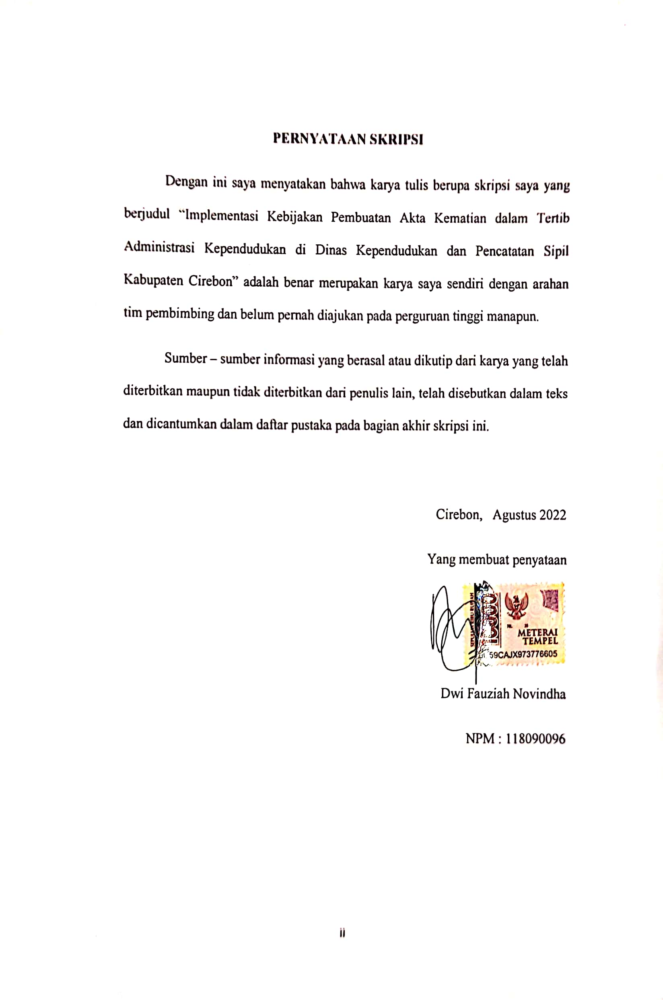 PERNYATAAN SKRIPSI
Dengan ini saya menyatakan bahwa karya tulis berupa skripsi saya yang
berjudul “Implementasi Kebijakan Pembuatan Akta Kematian dalam Tertib
Administrasi Kependudukan di Dinas Kependudukan dan Pencatatan Sipil
Kabupaten Cirebon” adalah benar merupakan karya saya sendiri dengan arahan
tim pembimbing dan belum pernah diajukan pada perguruan tinggi manapun.
Sumber – sumber informasi yang berasal atau dikutip dari karya yang telah
diterbitkan maupun tidak diterbitkan dari penulis lain, telah disebutkan dalam teks
dan dicantumkan dalam daftar pustaka pada bagian akhir skripsi ini.
Cirebon, Agustus 2022
Yang membuat penyataan
METERAI
TEMPEL
59CAJX973776605
Dwi Fauziah Novindha
NPM : 118090096
ii